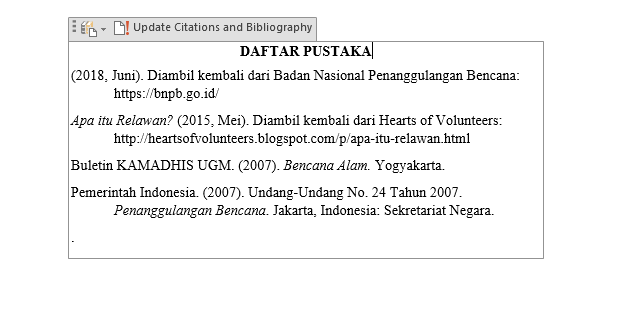 Update Citations and Bibliography
DAFTAR PUSTAKA
(2018, Juni). Diambil kembali dari Badan Nasional Penanggulangan Bencana:
https://bnpb.go.id/
Apa itu Relawan? (2015, Mei). Diambil kembali dari Hearts of Volunteers:
http://heartsofvolunteers.blogspot.com/p/apa-itu-relawan.html
Buletin KAMADHIS UGM. (2007). Bencana Alam. Yogyakarta.
Pemerintah Indonesia. (2007). Undang-Undang No. 24 Tahun 2007.
Penanggulangan Bencana. Jakarta, Indonesia: Sekretariat Negara.
.